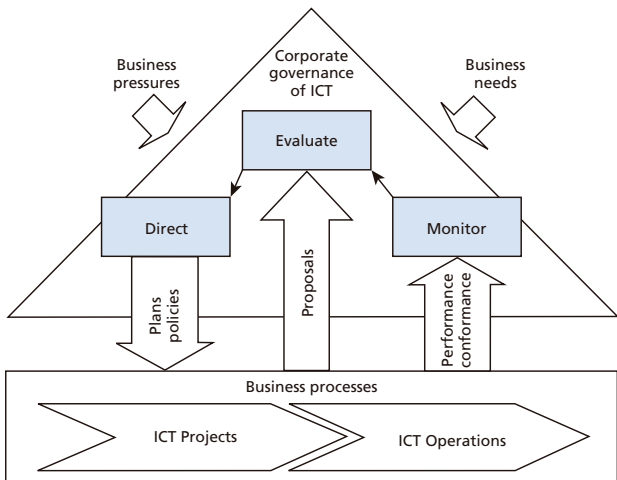 Corporate
governance
of ICT
Business
pressures
Business
needs
Evaluate
Direct
Monitor
Plans
policies
Proposals
Performance
conformance
Business processes
ICT Projects
ICT Operations